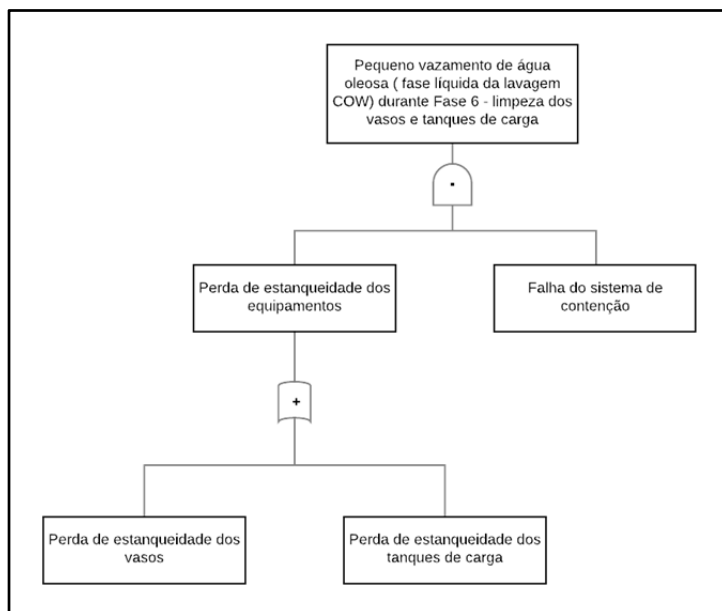 Pequeno vazamento de água
oleosa ( fase líquida da lavagem
COW) durante Fase 6 - limpeza dos
vasos e tanques de carga
.
Perda de estanqueidade dos
equipamentos
Falha do sistema de
contenção
+
Perda de estanqueidade dos
vasos
Perda de estanqueidade dos
tanques de carga